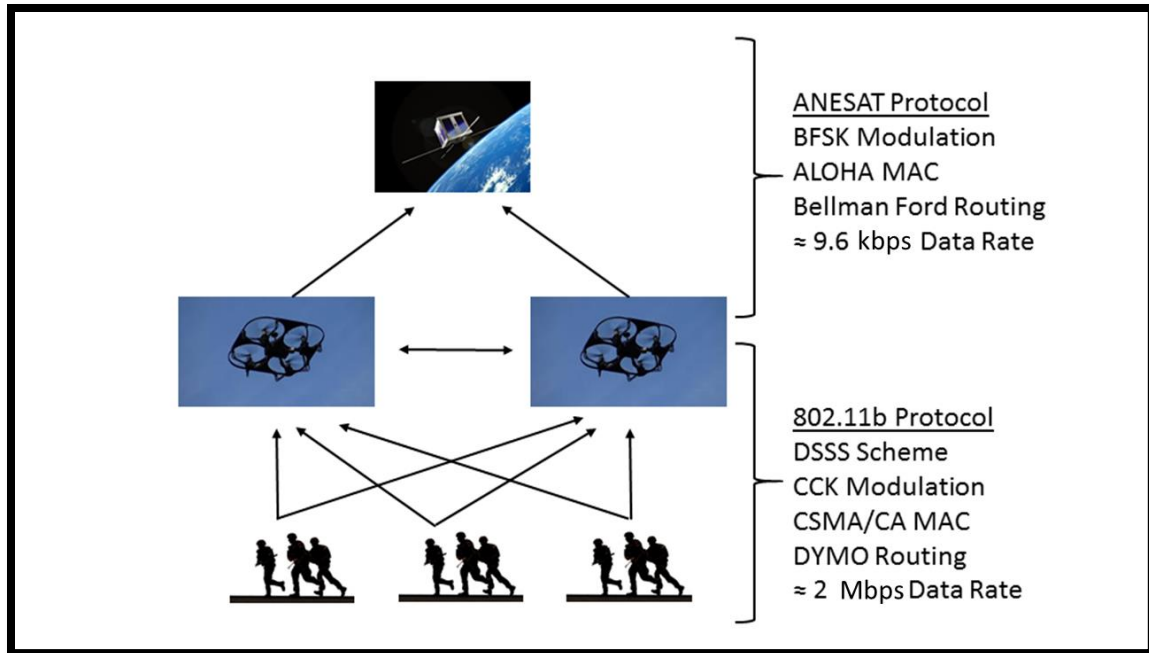 ANESAT Protocol
BFSK Modulation
ALOHA MAC
Bellman Ford Routing
≈ 9.6 kbps Data Rate
802.11b Protocol
DSSS Scheme
CCK Modulation
CSMA/CA MAC
DYMO Routing
≈ 2 Mbps Data Rate